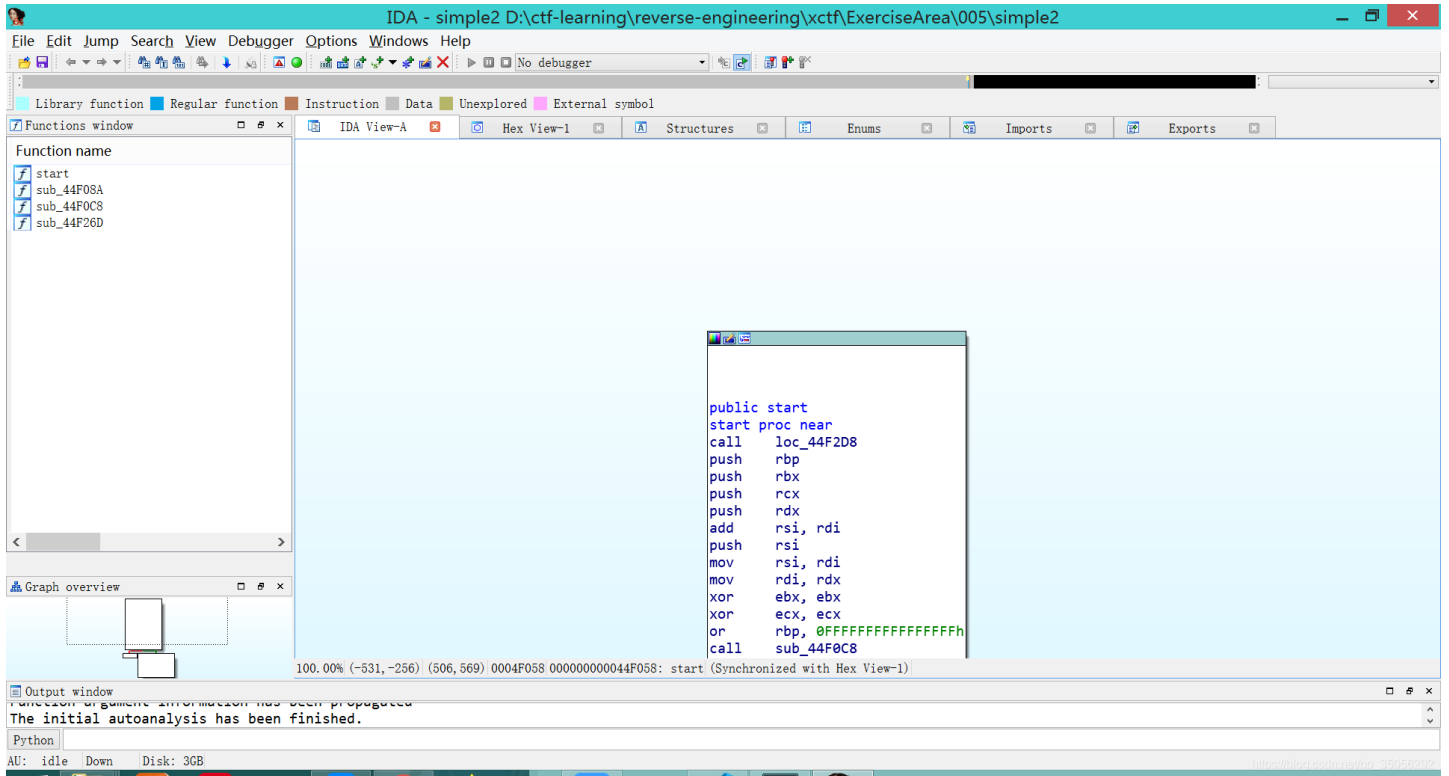 IDA - simple2 D:\ctf-learning\reverse-engineering\xctf\ExerciseArea\005\simple2
File Edit Jump Search View Debugger Options Windows Help
No debugger
Library function Regular function Instruction Data Unexplored External symbol
Functions window
IDA View-A Hex View-1 Structures Enums Imports Exports
Function name
start
sub_44F08A
sub_44F0C8
sub_44F26D
public start
start proc near
call loc_44F2D8
push rbp
push rbx
push rcx
push rdx
add rsi, rdi
push rsi
mov rsi, rdi
mov rdi, rdx
xor ebx, ebx
xor ecx, ecx
or rbp, 0FFFFFFFFFFFFFFFFh
call sub_44F0C8
Graph overview
100.00% (-531,-256) (506,569) 0004F058 000000000044F058: start (Synchronized with Hex View-1)
Output window
Function argument information has been propagated
The initial autoanalysis has been finished.
Python
AU: idle Down Disk: 3GB